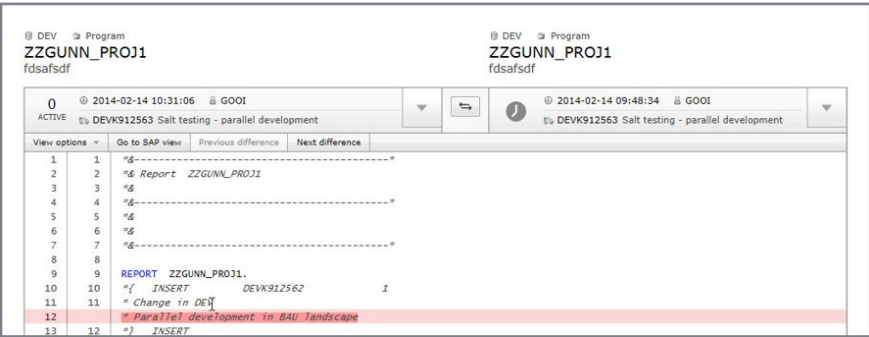 DEV Program
ZZGUNN_PROJ1
fdsafsdf
DEV Program
ZZGUNN_PROJ1
fdsafsdf
0
ACTIVE
2014-02-14 10:31:06 GOOI
DEVK912563 Salt testing - parallel development
2014-02-14 09:48:34 GOOI
DEVK912563 Salt testing - parallel development
View options Go to SAP view Previous difference Next difference
1 1 *&---------------------------------------------*
2 2 *& Report ZZGUNN_PROJ1
3 3 *&
4 4 *&---------------------------------------------*
5 5 *&
6 6 *&
7 7 *&---------------------------------------------*
8 8
9 9 REPORT ZZGUNN_PROJ1.
10 10 *{ INSERT DEVK912562 1
11 11 * Change in DEV
12 * Parallel development in BAU landscape
13 12 *} INSERT